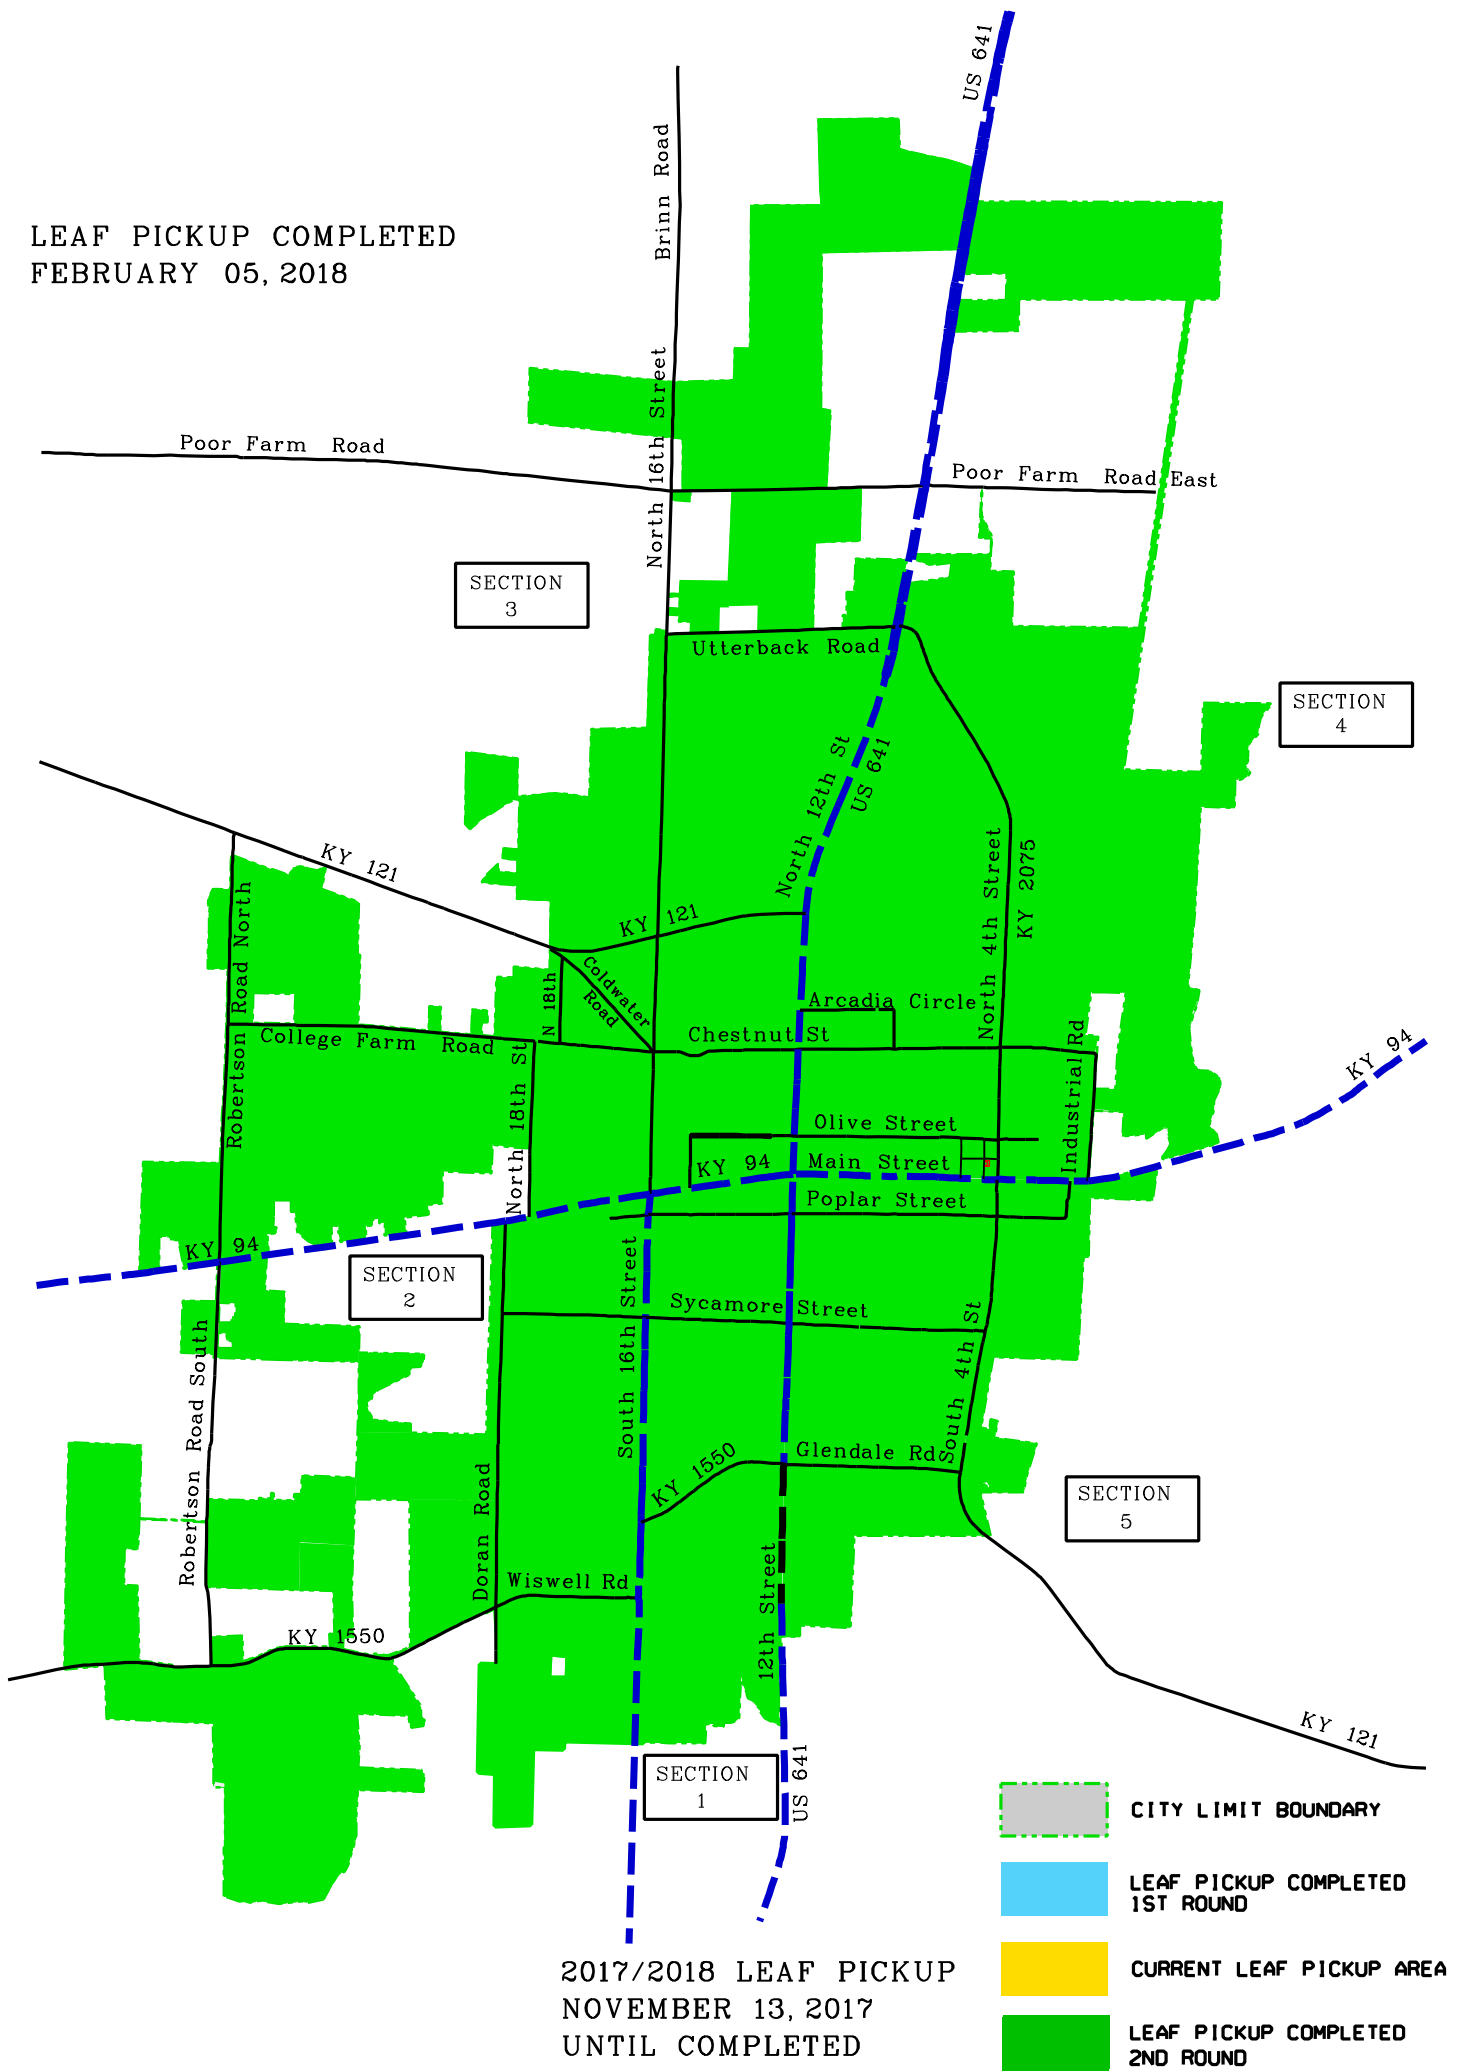 US 641
Brinn Road
LEAF PICKUP COMPLETED
FEBRUARY 05, 2018
North 16th Street
Poor Farm Road
Poor Farm Road East
SECTION
3
Utterback Road
SECTION
4
North 12th St
US 641
KY 121
North 4th Street
KY 2075
Robertson Road North
KY 121
Coldwater
Road
N 18th
Arcadia Circle
Chestnut St
College Farm Road
North 18th St
Industrial Rd
KY 94
Olive Street
KY 94
Main Street
Poplar Street
KY 94
SECTION
2
South 16th Street
Sycamore Street
South 4th St
Robertson Road South
Glendale Rd
KY 1550
Doran Road
SECTION
5
Wiswell Rd
12th Street
KY 1550
KY 121
SECTION
1
US 641
CITY LIMIT BOUNDARY
LEAF PICKUP COMPLETED
1ST ROUND
CURRENT LEAF PICKUP AREA
LEAF PICKUP COMPLETED
2ND ROUND
2017/2018 LEAF PICKUP
NOVEMBER 13, 2017
UNTIL COMPLETED